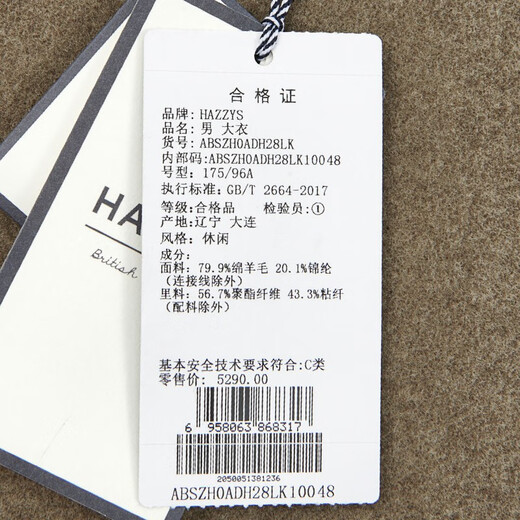 合格证
品牌: HAZZYS
品名: 男 大衣
货号: ABSZH0ADH28LK
内部码:ABSZH0ADH28LK10048
号型: 175/96A
执行标准: GB/T 2664-2017
等级:合格品 检验员:①
产地:辽宁 大连
风格: 休闲
成分:
面料: 79.9%绵羊毛 20.1%锦纶
（连接线除外）
里料: 56.7%聚酯纤维 43.3%粘纤
（配料除外）
基本安全技术要求符合:C类
零售价: 5290.00
6 958063 868317
2050051381236
ABSZH0ADH28LK10048
HA
British